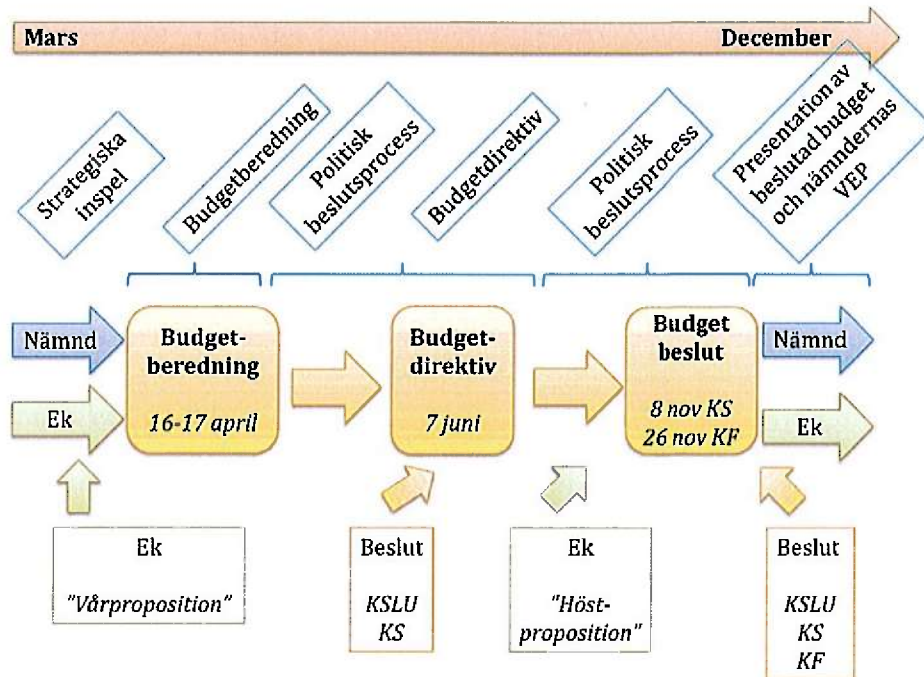 Mars
December
Strategiska
inspel
Budgetberedning
Politisk
beslutsprocess
Budgetdirektiv
Politisk
beslutsprocess
Presentation av
beslutad budget
och nämndernas
VEP
Nämnd
Ek
Budget-
beredning
16-17 april
Budget-
direktiv
7 juni
Budget
beslut
8 nov KS
26 nov KF
Nämnd
Ek
Ek
"Vårproposition"
Beslut
KSLU
KS
Ek
"Höst-
proposition"
Beslut
KSLU
KS
KF